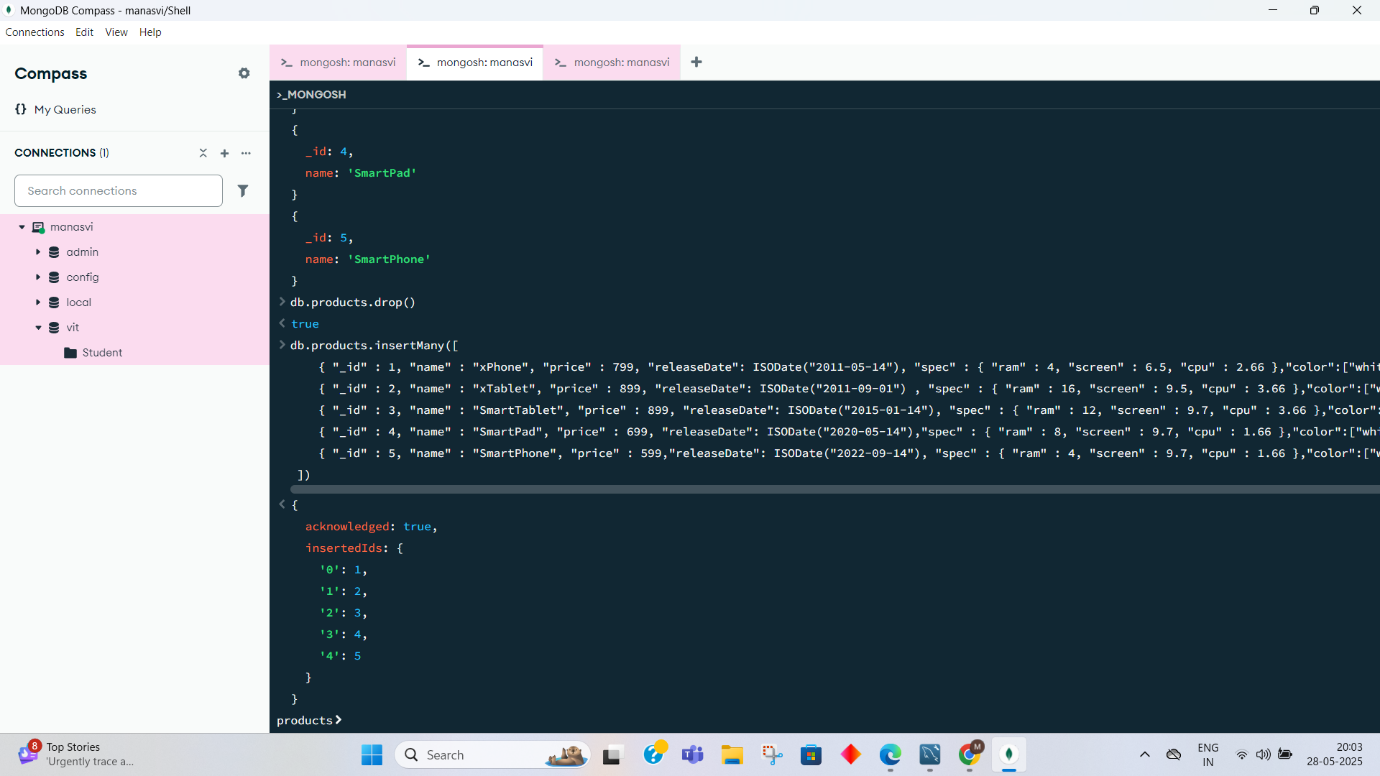 MongoDB Compass - manasvi/Shell
Connections Edit View Help
Compass
{} My Queries
CONNECTIONS (1)
Search connections
manasvi
admin
config
local
vit
Student
>_ mongosh: manasvi
>_ mongosh: manasvi
>_ mongosh: manasvi
+
>_MONGOSH
}
{
_id: 4,
name: 'SmartPad'
}
{
_id: 5,
name: 'SmartPhone'
}
> db.products.drop()
< true
> db.products.insertMany([
{ "_id" : 1, "name" : "xPhone", "price" : 799, "releaseDate": ISODate("2011-05-14"), "spec" : { "ram" : 4, "screen" : 6.5, "cpu" : 2.66 },"color":["whit
{ "_id" : 2, "name" : "xTablet", "price" : 899, "releaseDate": ISODate("2011-09-01") , "spec" : { "ram" : 16, "screen" : 9.5, "cpu" : 3.66 },"color":["w
{ "_id" : 3, "name" : "SmartTablet", "price" : 899, "releaseDate": ISODate("2015-01-14"), "spec" : { "ram" : 12, "screen" : 9.7, "cpu" : 3.66 },"color":
{ "_id" : 4, "name" : "SmartPad", "price" : 699, "releaseDate": ISODate("2020-05-14"),"spec" : { "ram" : 8, "screen" : 9.7, "cpu" : 1.66 },"color":["whi
{ "_id" : 5, "name" : "SmartPhone", "price" : 599,"releaseDate": ISODate("2022-09-14"), "spec" : { "ram" : 4, "screen" : 9.7, "cpu" : 1.66 },"color":["w
])
< {
acknowledged: true,
insertedIds: {
'0': 1,
'1': 2,
'2': 3,
'3': 4,
'4': 5
}
}
products>
8
Top Stories
'Urgently trace a...
Search
M
ENG
IN
20:03
28-05-2025